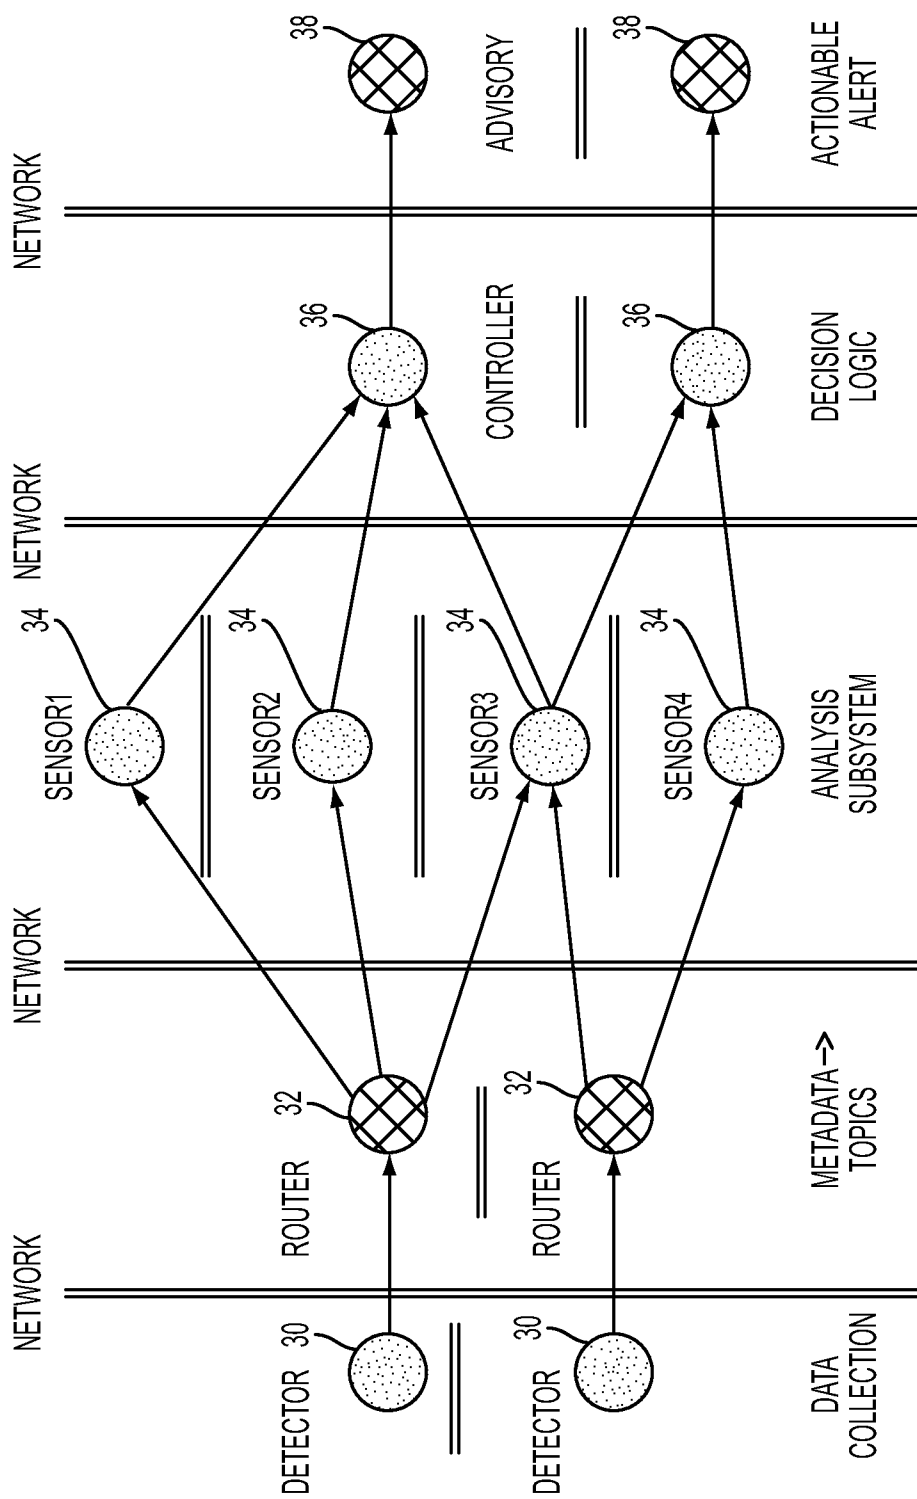 NETWORK
NETWORK
NETWORK
NETWORK
SENSOR1
34
SENSOR2
34
SENSOR3
34
SENSOR4
34
DETECTOR
30
ROUTER
32
36
38
CONTROLLER
ADVISORY
DETECTOR
30
ROUTER
32
36
38
DATA
COLLECTION
METADATA->
TOPICS
ANALYSIS
SUBSYSTEM
DECISION
LOGIC
ACTIONABLE
ALERT